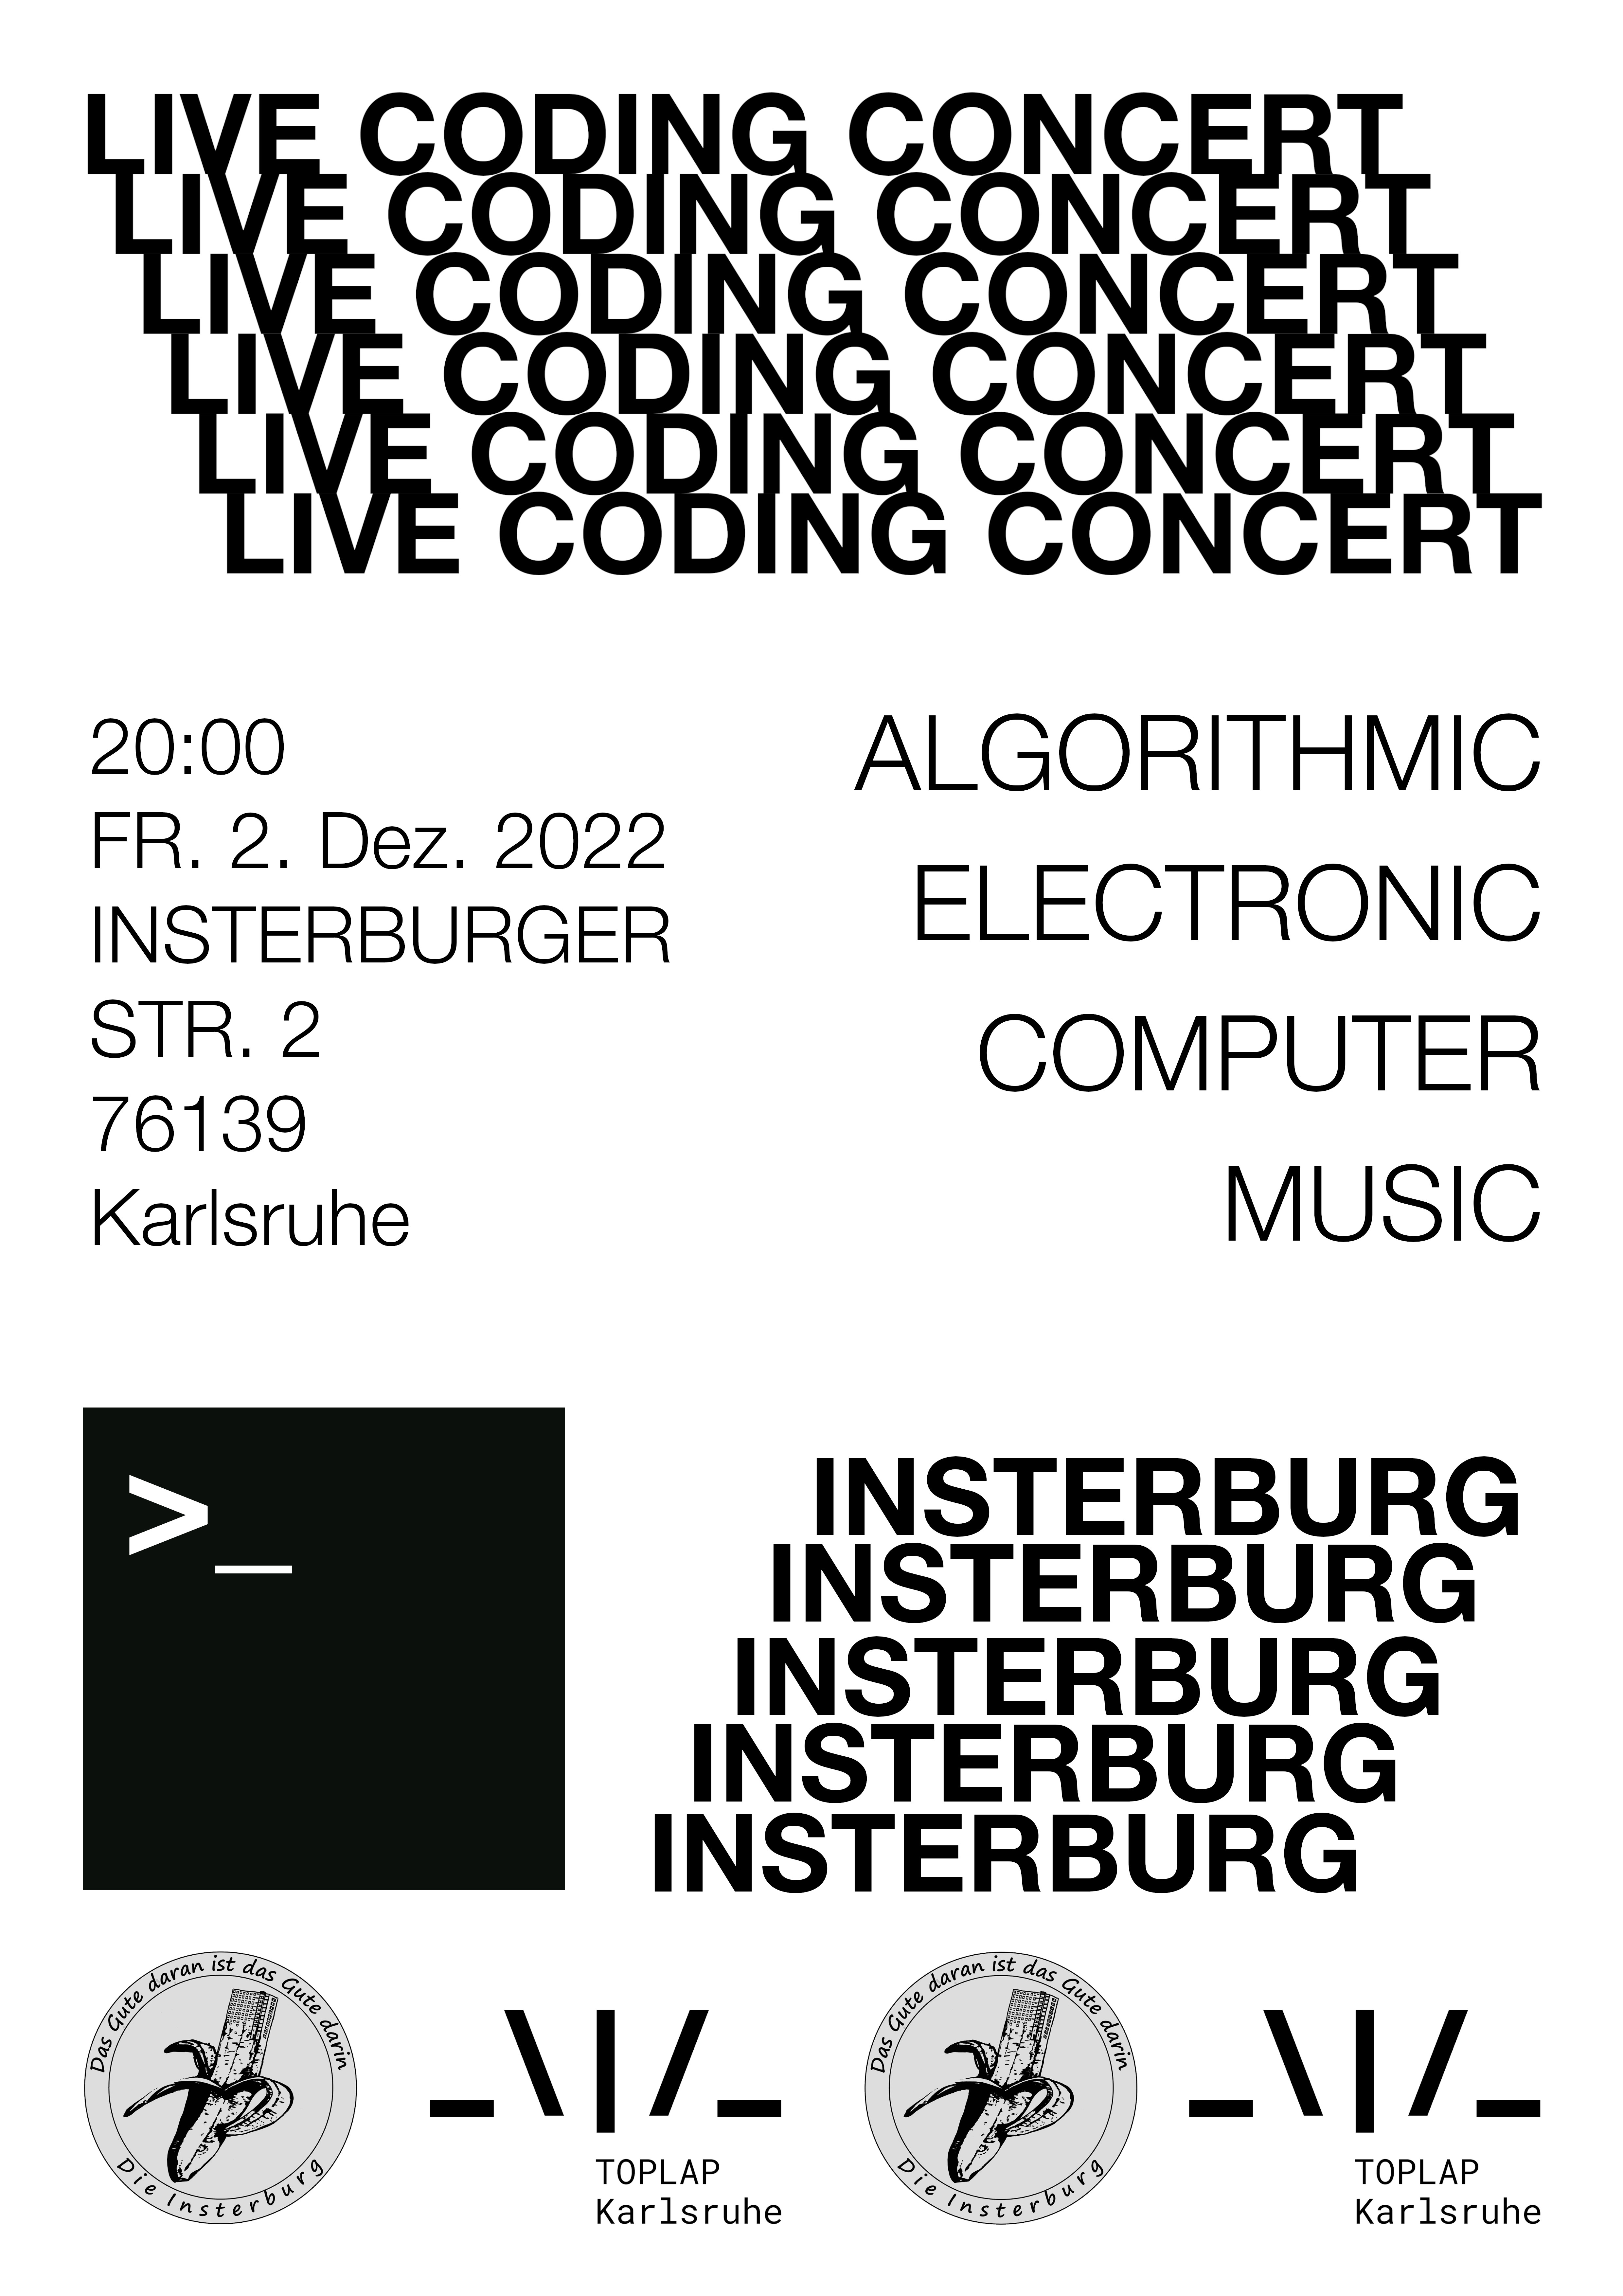 LIVE CODING CONCERT
LIVE CODING CONCERT
LIVE CODING CONCERT
LIVE CODING CONCERT
LIVE CODING CONCERT
LIVE CODING CONCERT
20:00
FR. 2. Dez. 2022
INSTERBURGER
STR. 2
76139
Karlsruhe
ALGORITHMIC
ELECTRONIC
COMPUTER
MUSIC
>_
INSTERBURG
INSTERBURG
INSTERBURG
INSTERBURG
INSTERBURG
Das Gute daran ist das Gute darin
Die Insterburg
_\|/_
TOPLAP
Karlsruhe
Das Gute daran ist das Gute darin
Die Insterburg
_\|/_
TOPLAP
Karlsruhe